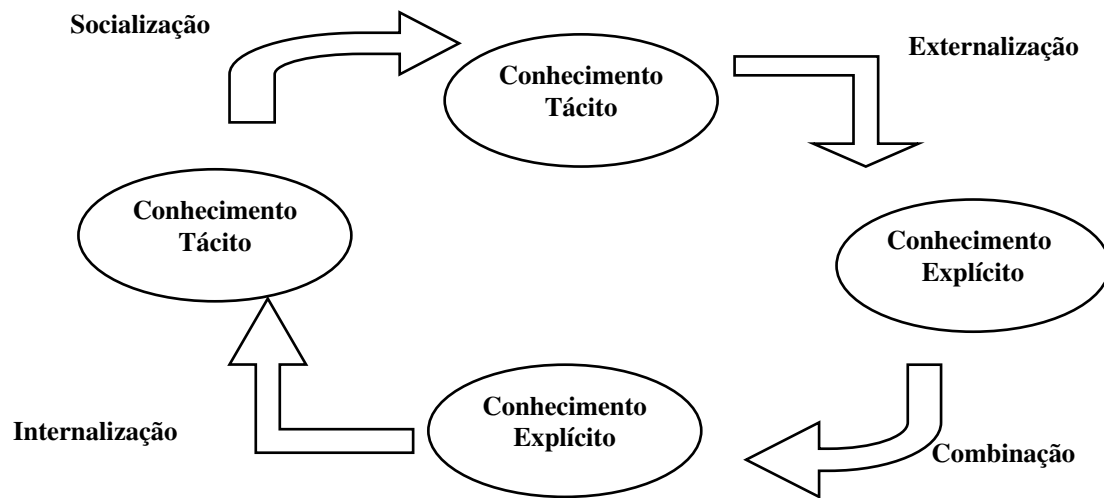 Socialização
Externalização
Conhecimento
Tácito
Conhecimento
Tácito
Conhecimento
Explícito
Conhecimento
Explícito
Internalização
Combinação